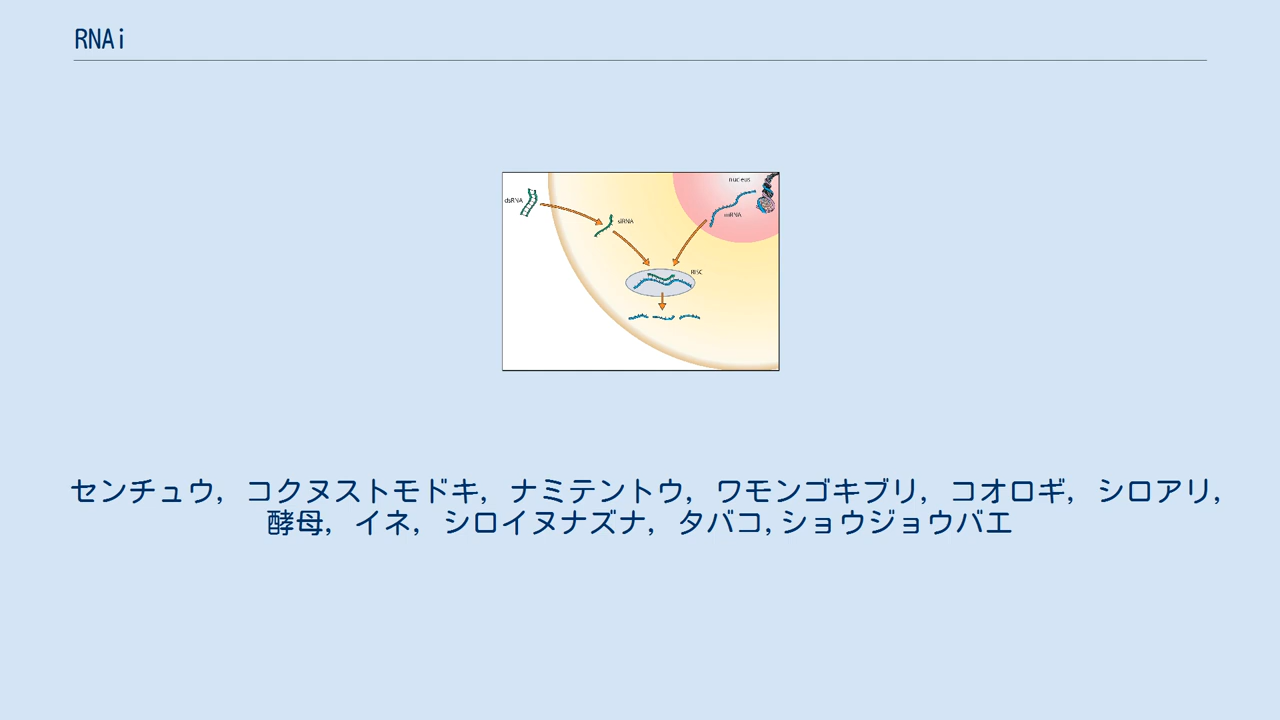 RNAi
dsRNA
nucleus
siRNA
mRNA
RISC
センチュウ, コクヌストモドキ, ナミテントウ, ワモンゴキブリ, コオロギ, シロアリ,
酵母, イネ, シロイヌナズナ, タバコ,ショウジョウバエ